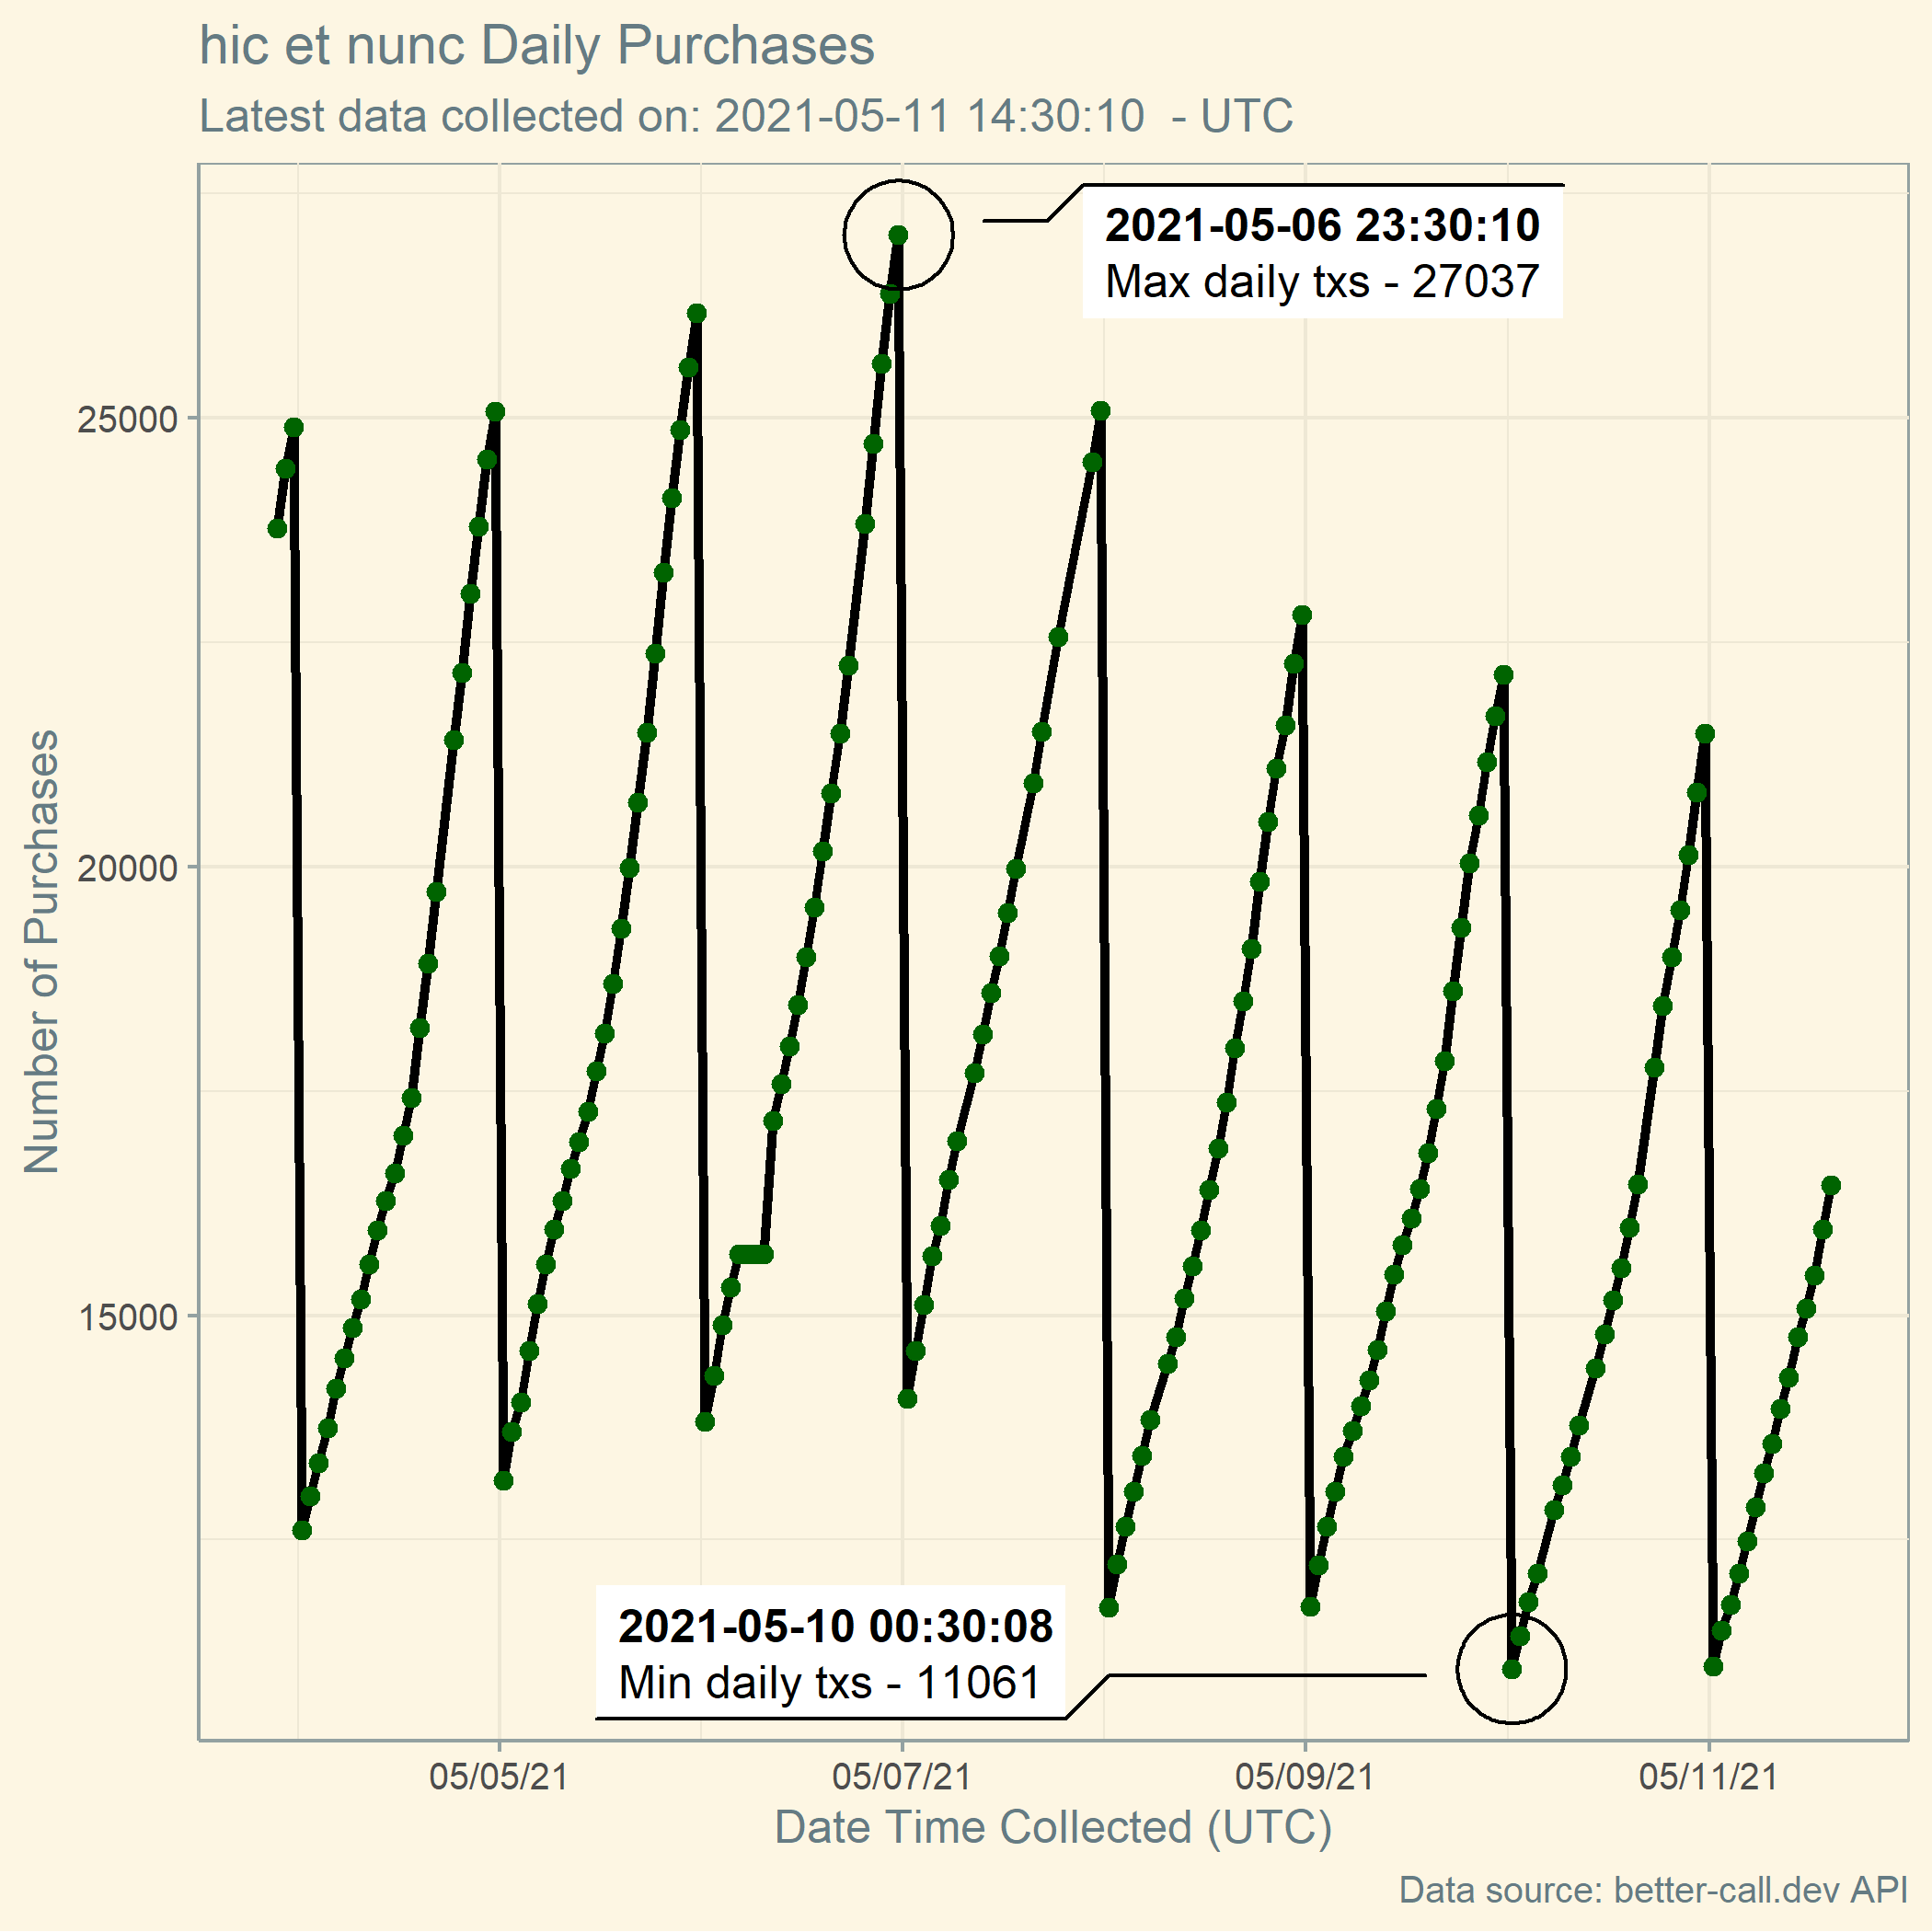 hic et nunc Daily Purchases
Latest data collected on: 2021-05-11 14:30:10  - UTC
2021-05-06 23:30:10
Max daily txs - 27037
25000
20000
15000
Number of Purchases
2021-05-10 00:30:08
Min daily txs - 11061
05/05/21
05/07/21
05/09/21
05/11/21
Date Time Collected (UTC)
Data source: better-call.dev API